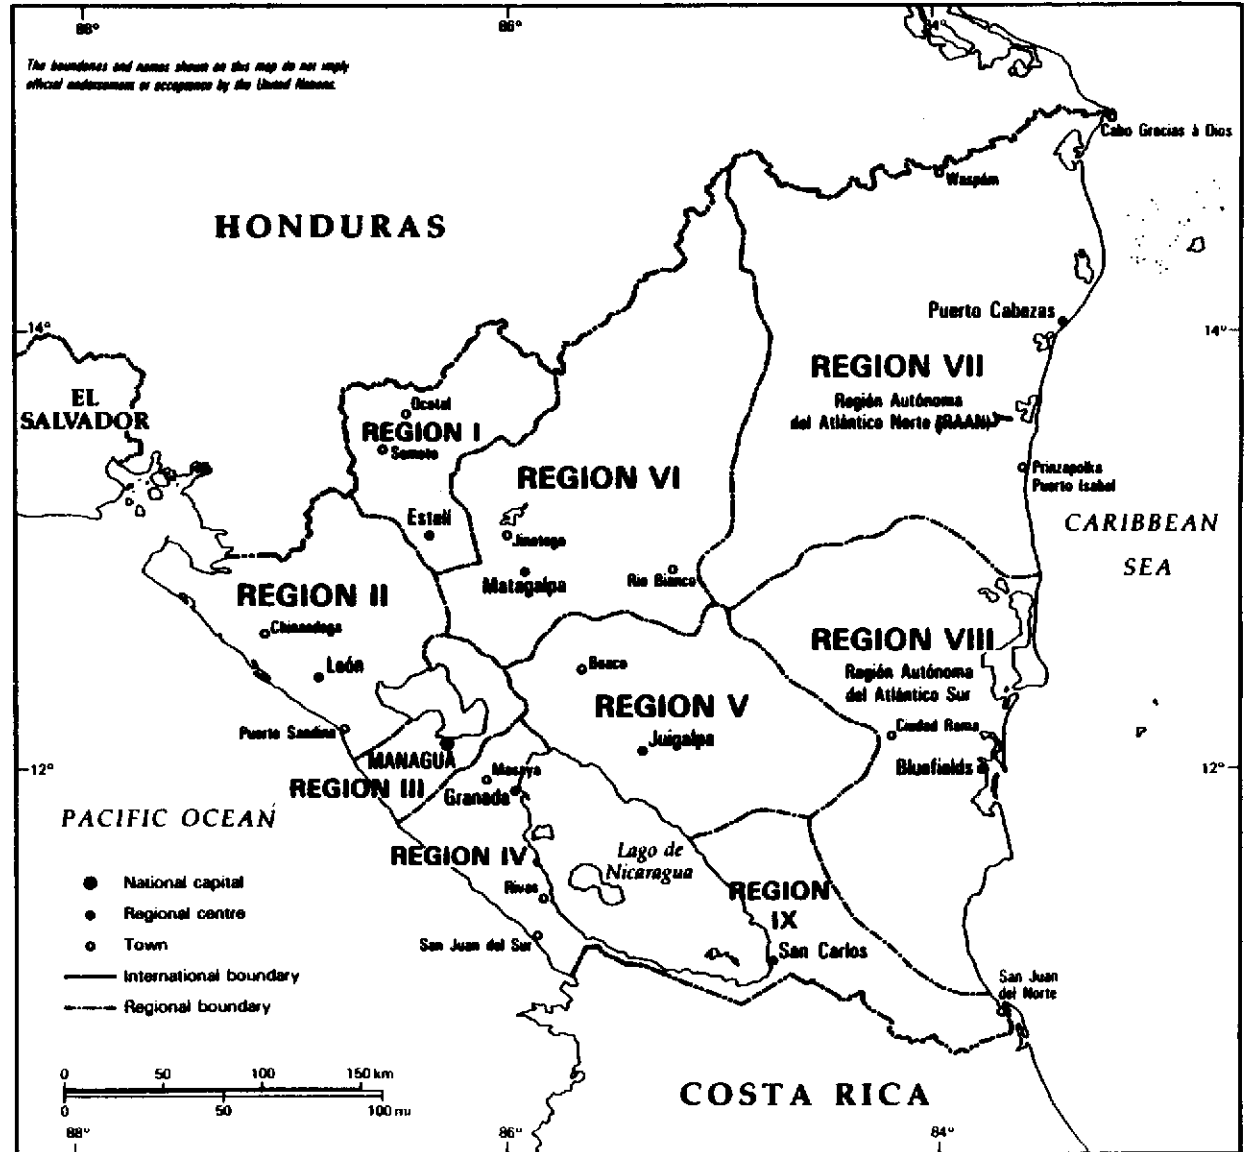 88°
86°
84°
The boundaries and names shown on this map do not imply
official endorsement or acceptance by the United Nations.
Cabo Gracias à Dios
Waspám
HONDURAS
Puerto Cabezas
14°
14°
REGION VII
EL
SALVADOR
Región Autónoma
del Atlántico Norte (RAAN)
Ocotal
REGION I
Somoto
REGION VI
Prinzapolka
Puerto Isabel
Estelí
CARIBBEAN
SEA
Jinotega
Matagalpa
Rio Blanco
REGION II
Chinandega
REGION VIII
León
Boaco
Región Autónoma
del Atlántico Sur
REGION V
Puerto Sandino
Ciudad Rama
Juigalpa
MANAGUA
Masaya
Bluefields
12°
12°
REGION III
Granada
PACIFIC OCEAN
REGION IV
Lago de
Nicaragua
National capital
Rivas
REGION
IX
Regional centre
Town
San Juan del Sur
San Carlos
International boundary
San Juan
del Norte
Regional boundary
0 50 100 150 km
0 50 100 mi
COSTA RICA
88°
86°
84°